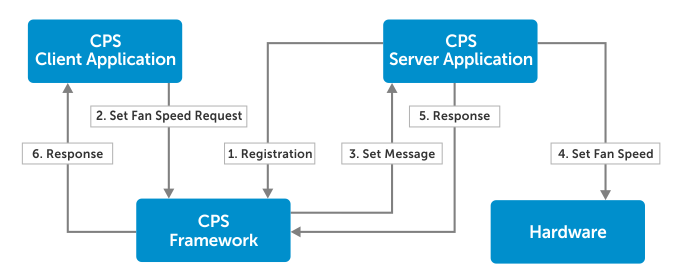 CPS
Client Application
CPS
Server Application
2. Set Fan Speed Request
5. Response
6. Response
1. Registration
3. Set Message
4. Set Fan Speed
CPS
Framework
Hardware